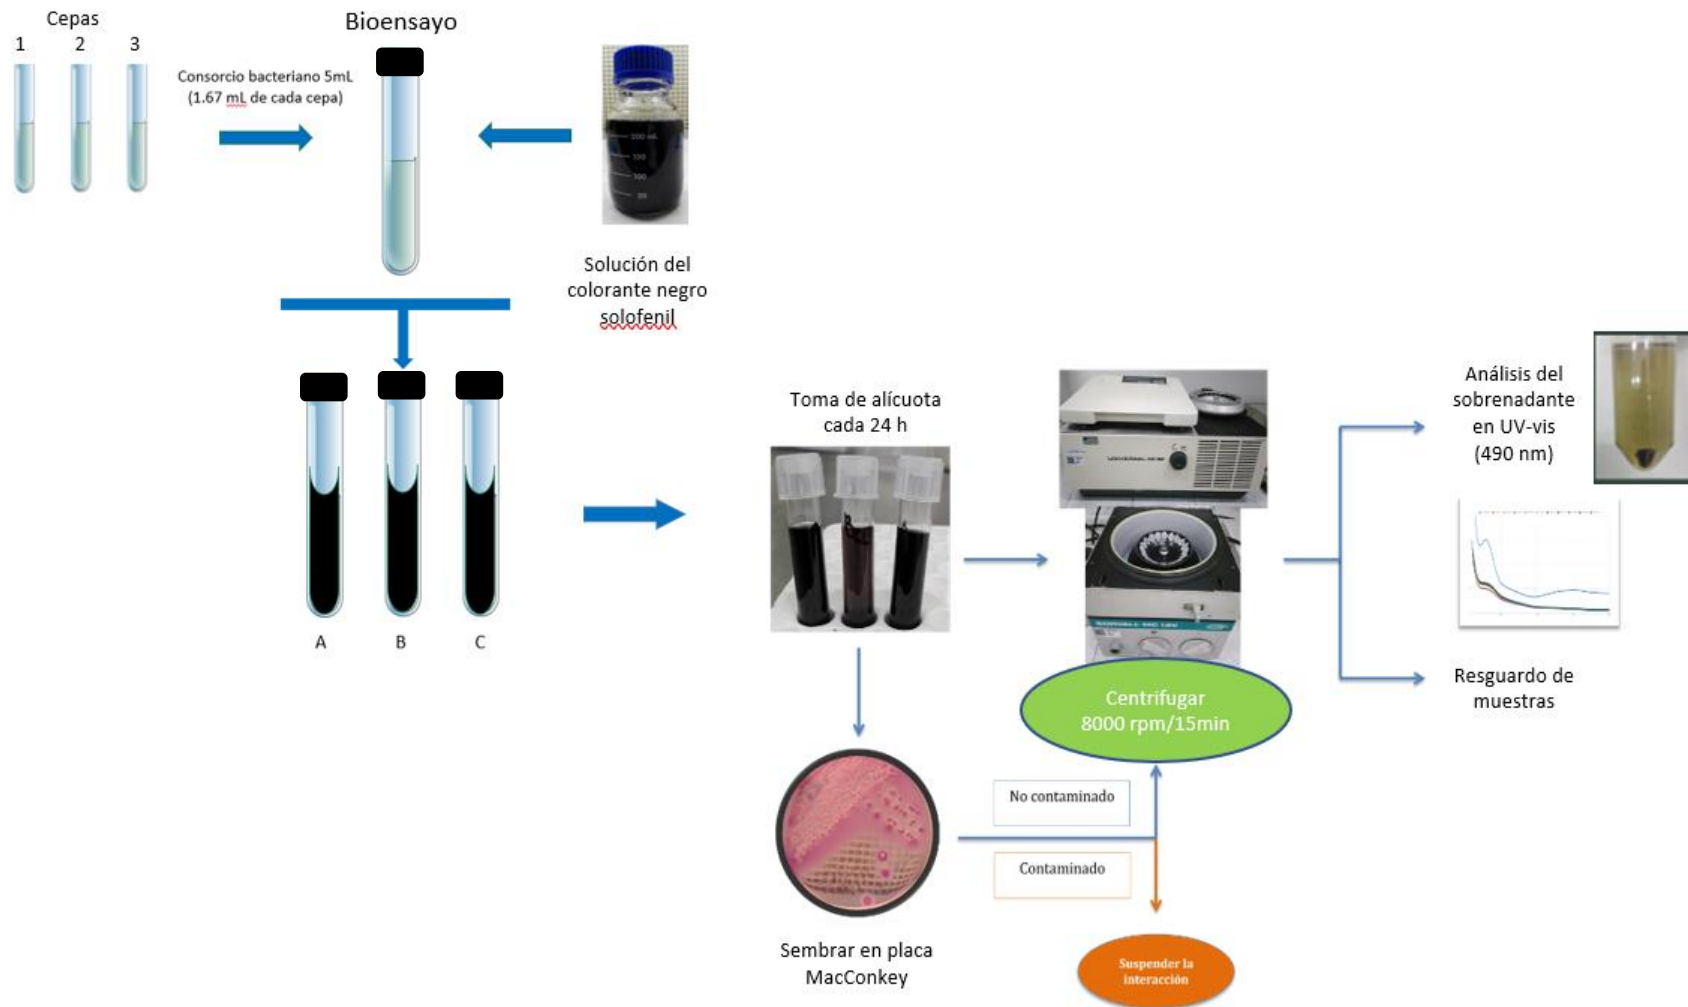 Cepas
1 2 3
Consorcio bacteriano 5mL
(1.67 mL de cada cepa)
Bioensayo
Solución del
colorante negro
solofenil
A B C
Toma de alícuota
cada 24 h
Centrifugar
8000 rpm/15min
Análisis del
sobrenadante
en UV-vis
(490 nm)
Resguardo de
muestras
No contaminado
Contaminado
Sembrar en placa
MacConkey
Suspender la
interacción